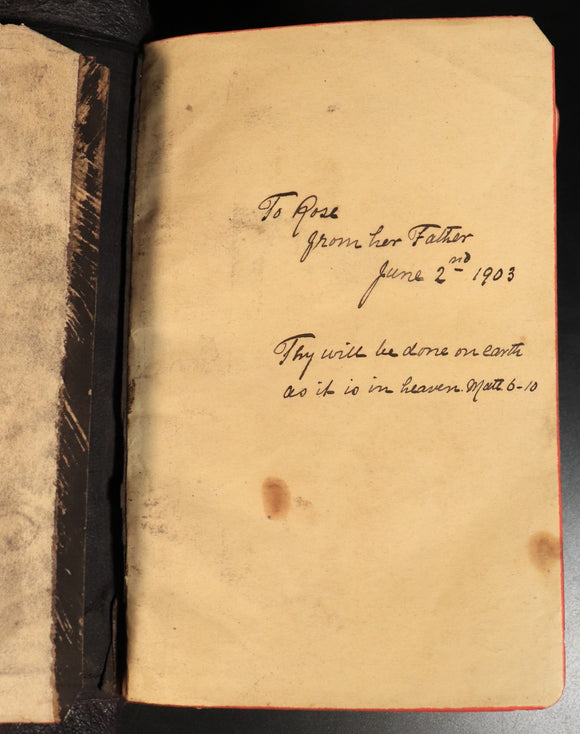 To Rose
from her Father
June 2nd 1903
Thy will be done on earth
as it is in heaven. Matt 6-10